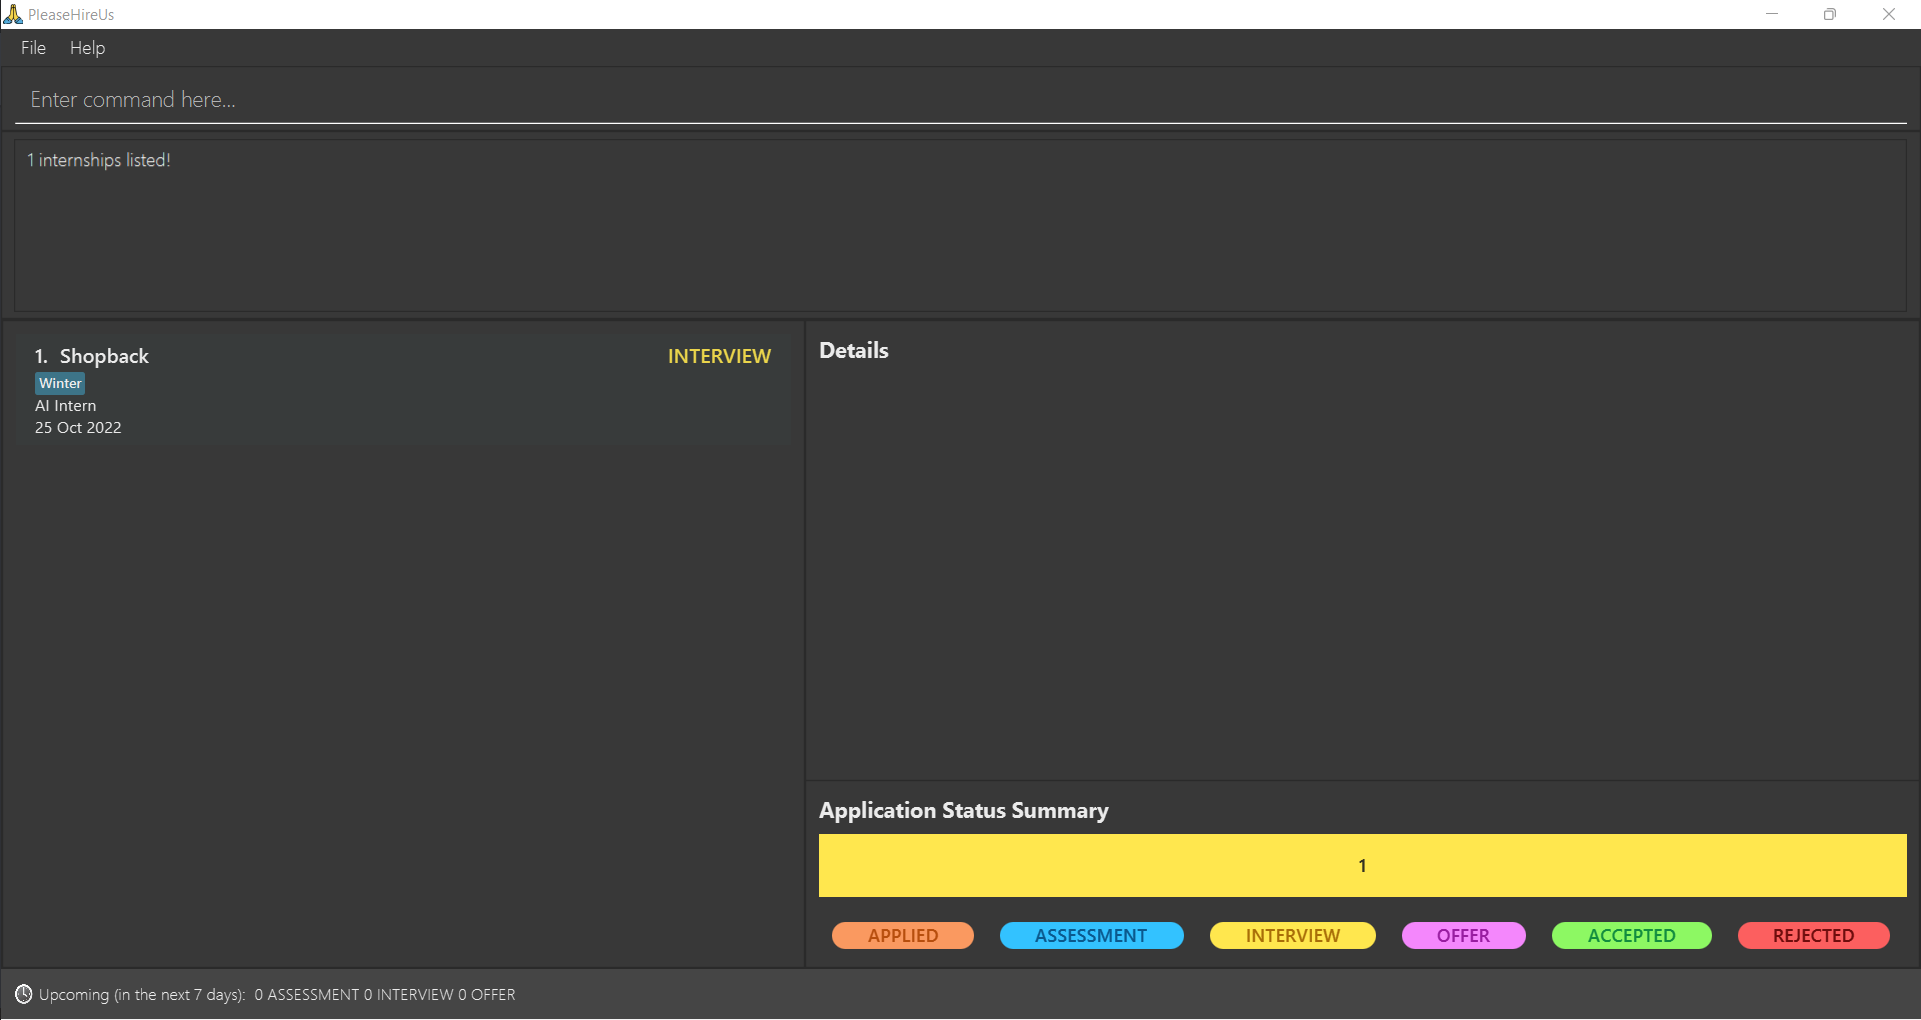 PleaseHireUs
File Help
Enter command here...
1 internships listed!
1. Shopback INTERVIEW
Winter
AI Intern
25 Oct 2022
Details
Application Status Summary
1
APPLIED ASSESSMENT INTERVIEW OFFER ACCEPTED REJECTED
Upcoming (in the next 7 days): 0 ASSESSMENT 0 INTERVIEW 0 OFFER